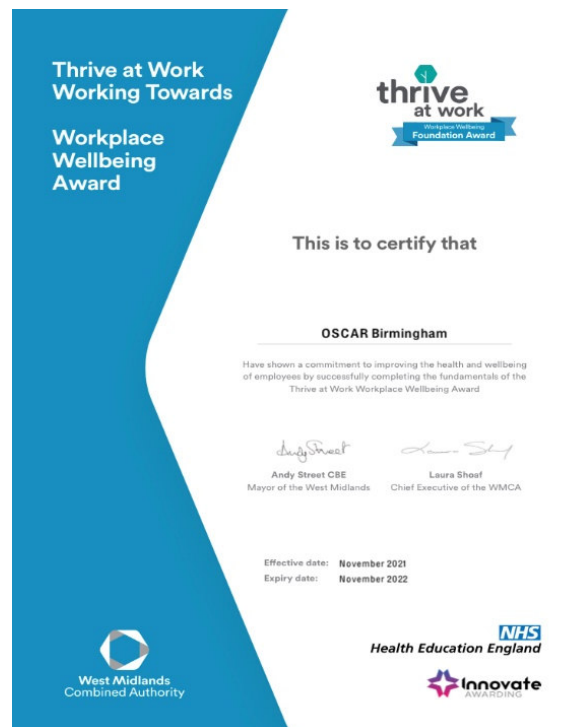 Thrive at Work
Working Towards
Workplace
Wellbeing
Award
thrive
at work
Workplace Wellbeing
Foundation Award
This is to certify that
OSCAR Birmingham
Have shown a commitment to improving the health and wellbeing
of employees by successfully completing the fundamentals of the
Thrive at Work Workplace Wellbeing Award
Andy Street
Andy Street CBE
Mayor of the West Midlands
Laura Shoaf
Chief Executive of the WMCA
Effective date: November 2021
Expiry date: November 2022
West Midlands
Combined Authority
NHS
Health Education England
Innovate
AWARDING